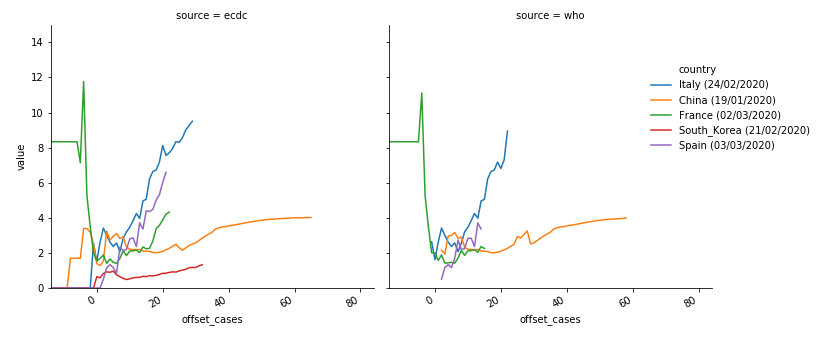 source = ecdc
source = who
value
14
12
10
8
6
4
2
0
0
20
40
60
80
0
20
40
60
80
offset_cases
offset_cases
country
Italy (24/02/2020)
China (19/01/2020)
France (02/03/2020)
South_Korea (21/02/2020)
Spain (03/03/2020)